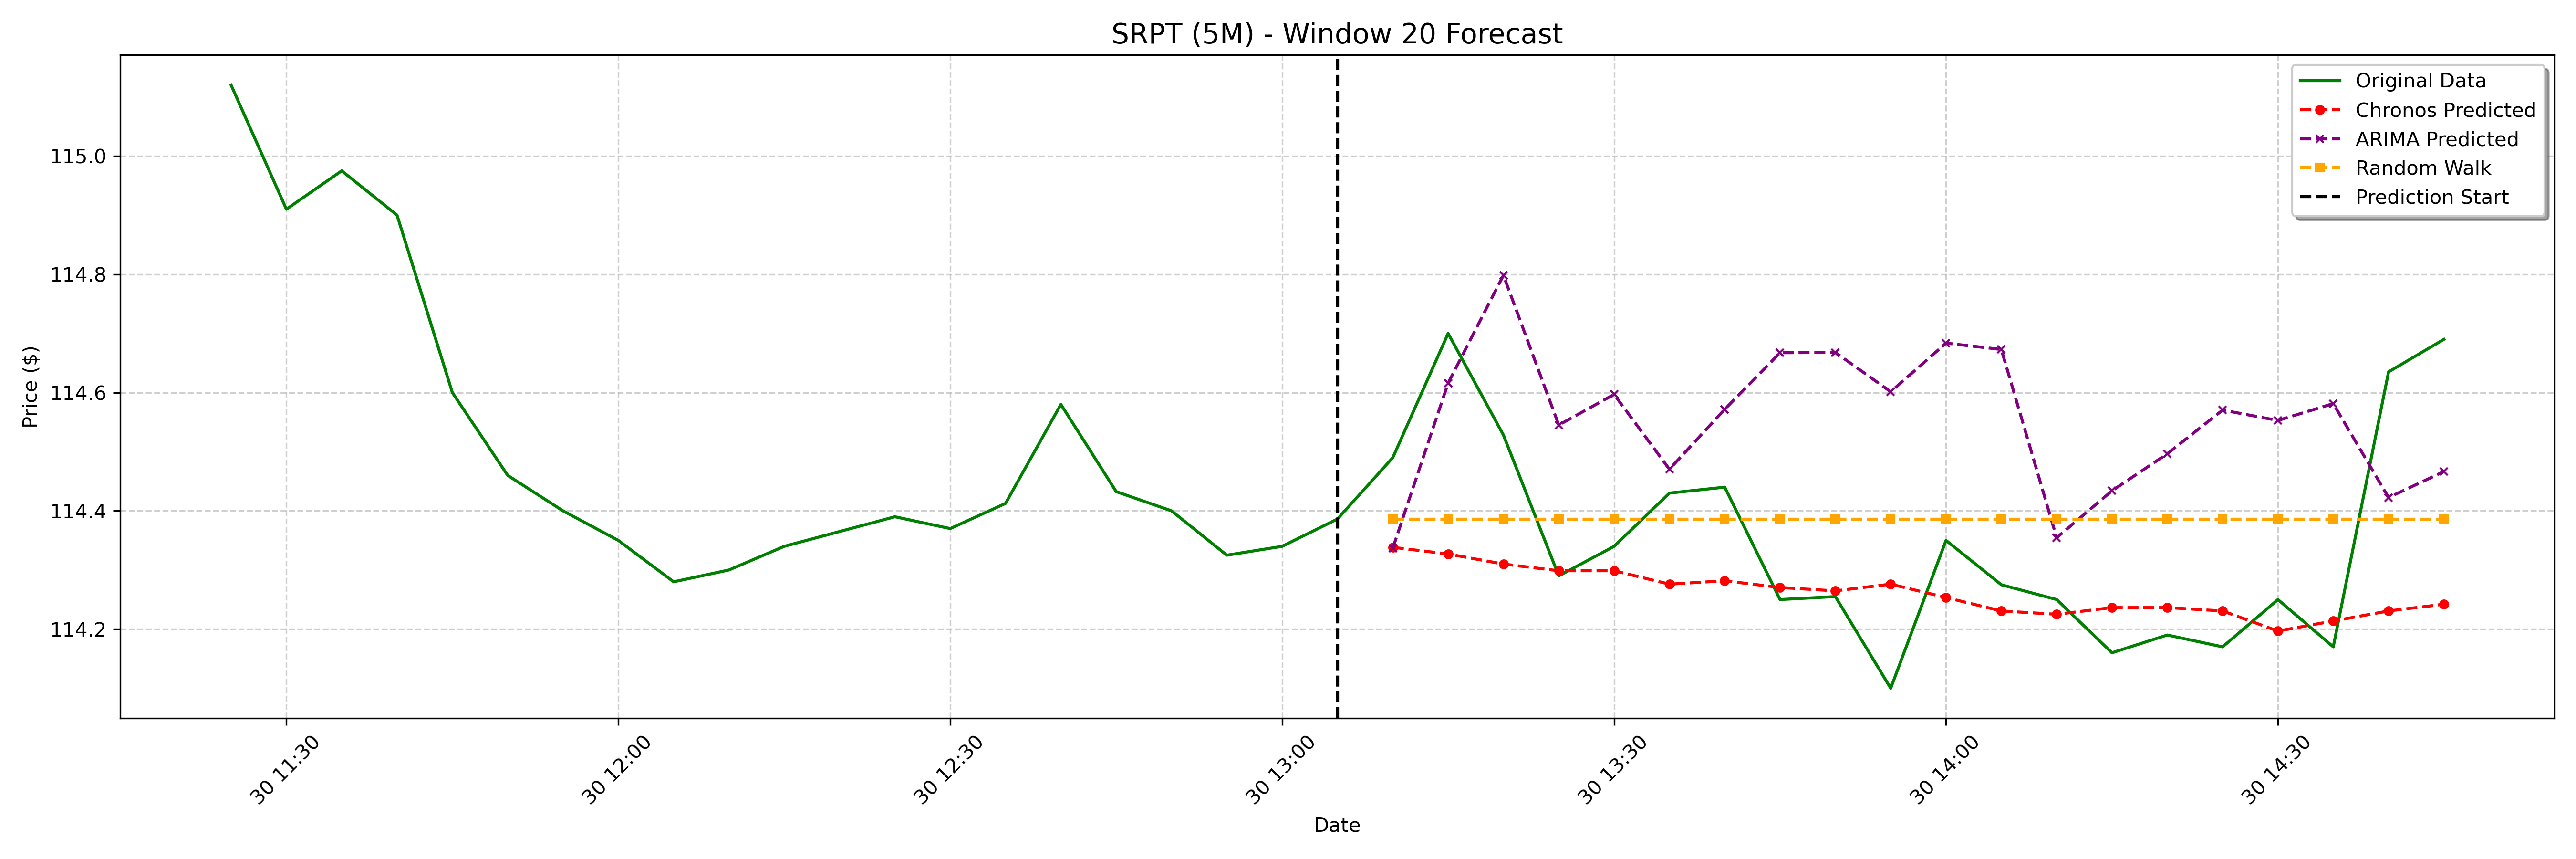 SRPT (5M) - Window 20 Forecast
Original Data
Chronos Predicted
ARIMA Predicted
Random Walk
Prediction Start
Price ($)
115.0
114.8
114.6
114.4
114.2
30 11:30
30 12:00
30 12:30
30 13:00
30 13:30
30 14:00
30 14:30
Date